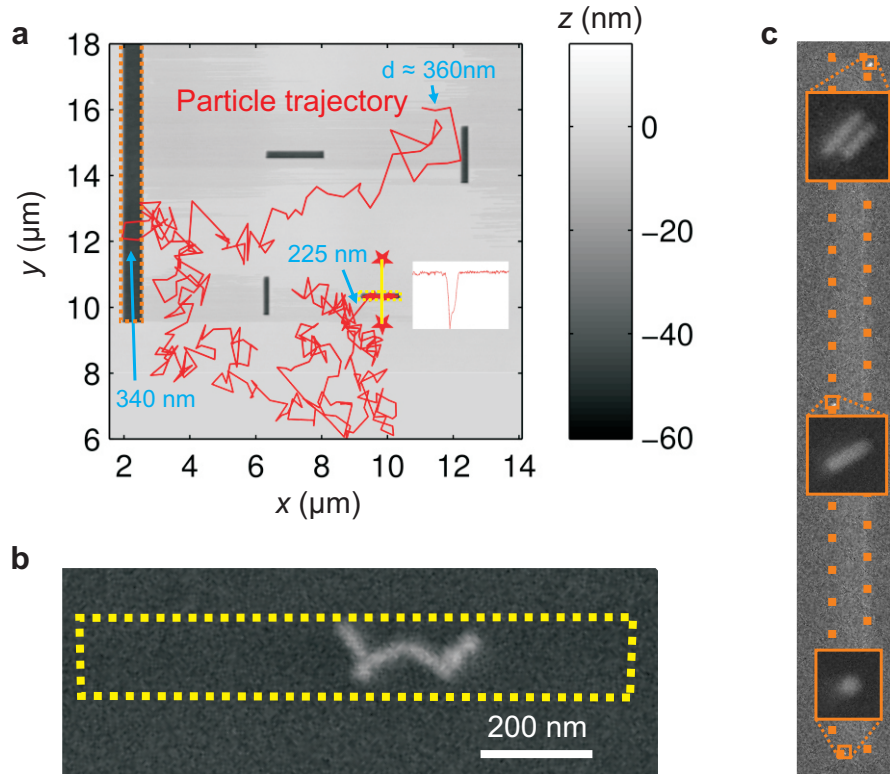 a
z (nm)
c
18
16
14
12
10
8
6
y (µm)
d ≈ 360nm
Particle trajectory
225 nm
340 nm
2
4
6
8
10
12
14
x (µm)
0
−20
−40
−60
b
200 nm